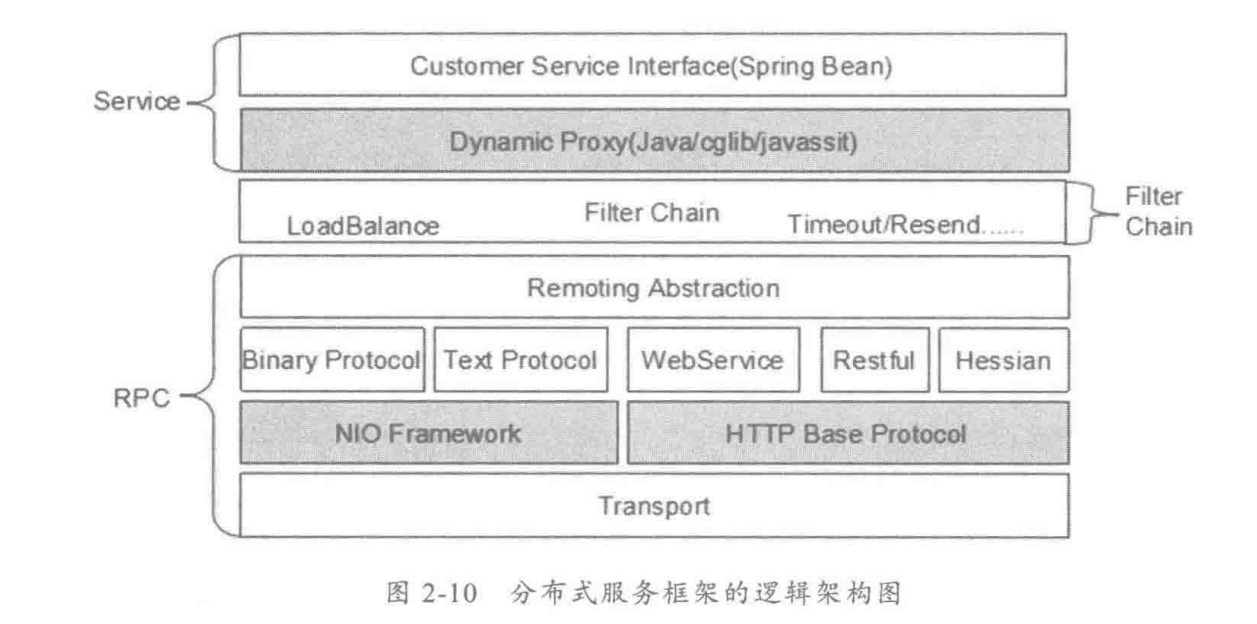 Customer Service Interface(Spring Bean)
Service
Dynamic Proxy(Java/cglib/javassit)
Filter Chain
LoadBalance
Timeout/Resend......
Filter
Chain
Remoting Abstraction
Binary Protocol
Text Protocol
WebService
Restful
Hessian
RPC
NIO Framework
HTTP Base Protocol
Transport
图 2-10 分布式服务框架的逻辑架构图